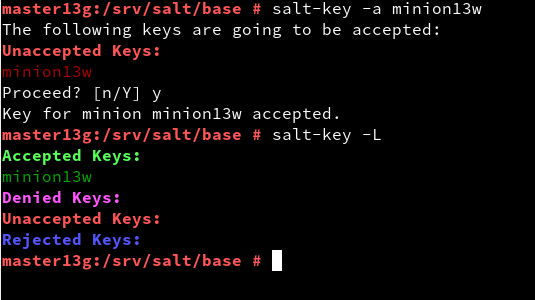 master13g:/srv/salt/base # salt-key -a minion13w
The following keys are going to be accepted:
Unaccepted Keys:
minion13w
Proceed? [n/Y] y
Key for minion minion13w accepted.
master13g:/srv/salt/base # salt-key -L
Accepted Keys:
minion13w
Denied Keys:
Unaccepted Keys:
Rejected Keys:
master13g:/srv/salt/base #